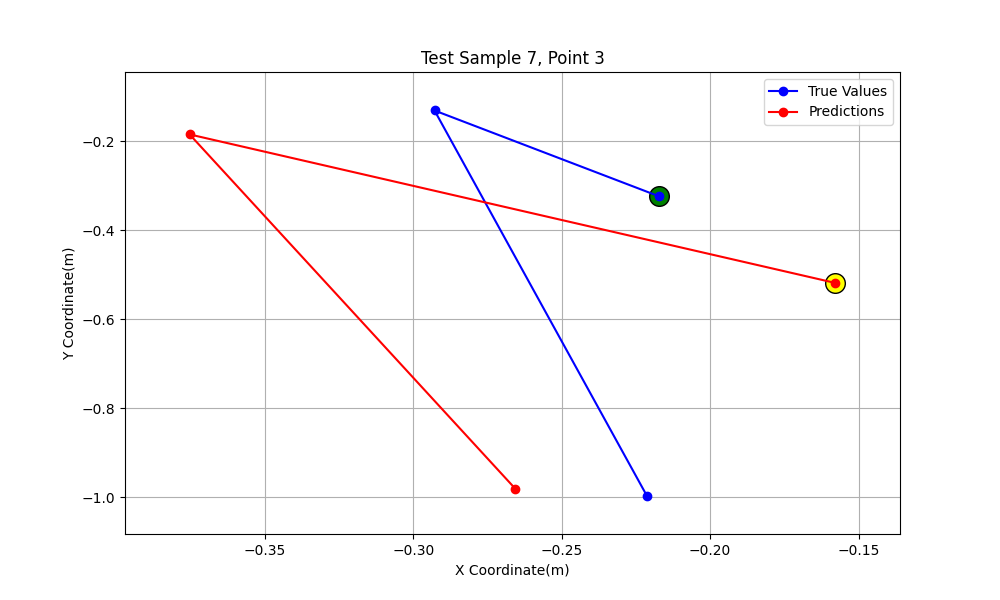 Test Sample 7, Point 3
True Values
Predictions
Y Coordinate(m)
−0.2
−0.4
−0.6
−0.8
−1.0
−0.35
−0.30
−0.25
−0.20
−0.15
X Coordinate(m)